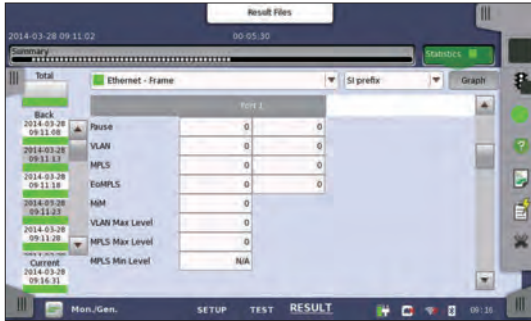 Result Files
2014-03-28 09:11:02 00:05:30
Summary Statistics
Total Ethernet - Frame SI prefix Graph
Port 1
Back
2014-03-28
09:11:08
2014-03-28
09:11:13
2014-03-28
09:11:18
2014-03-28
09:11:23
2014-03-28
09:11:28
Current
2014-03-28
09:16:31
Pause 0 0
VLAN 0 0
MPLS 0 0
EoMPLS 0 0
MiM 0
VLAN Max Level 0
MPLS Max Level 0
MPLS Min Level N/A
Mon./Gen. SETUP TEST RESULT 09:16